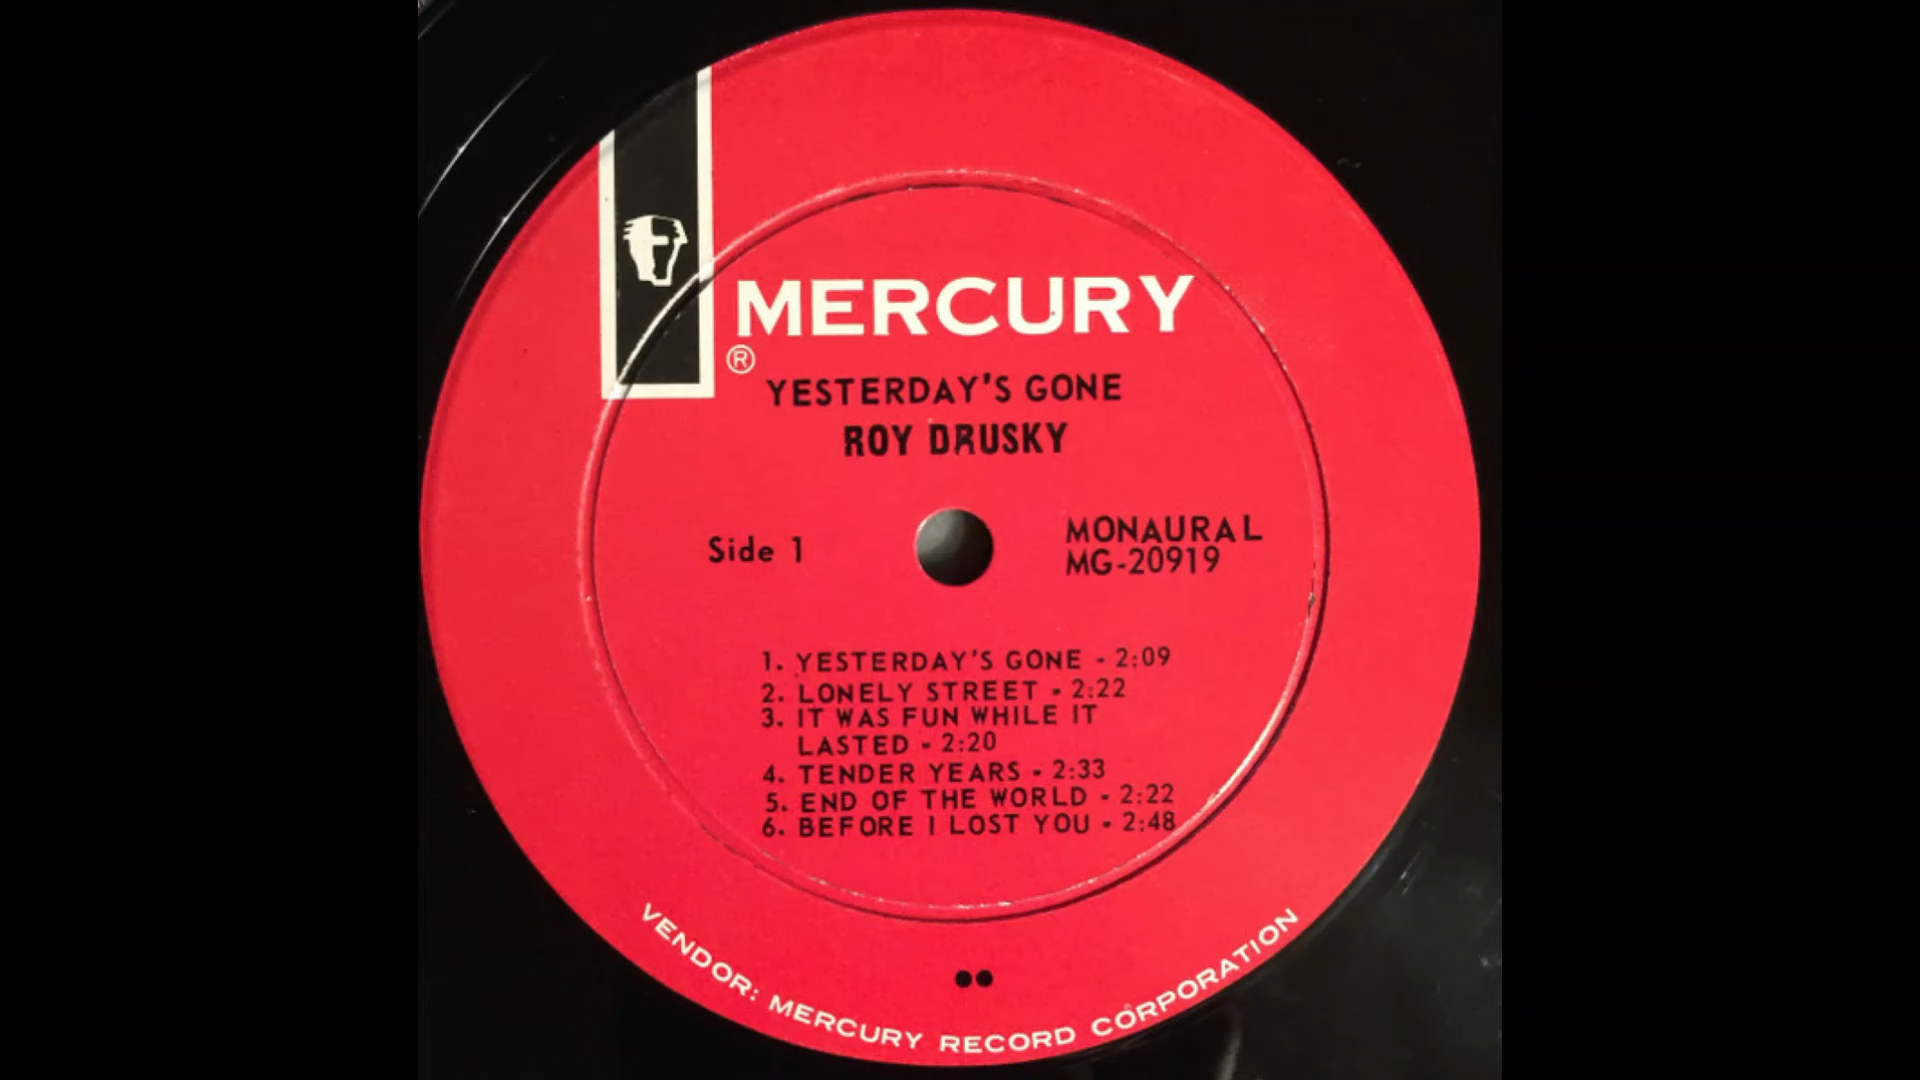 MERCURY
®
YESTERDAY'S GONE
ROY DRUSKY
Side 1
MONAURAL
MG-20919
1. YESTERDAY'S GONE - 2:09
2. LONELY STREET - 2:22
3. IT WAS FUN WHILE IT
LASTED - 2:20
4. TENDER YEARS - 2:33
5. END OF THE WORLD - 2:22
6. BEFORE I LOST YOU - 2:48
VENDOR: MERCURY RECORD CORPORATION